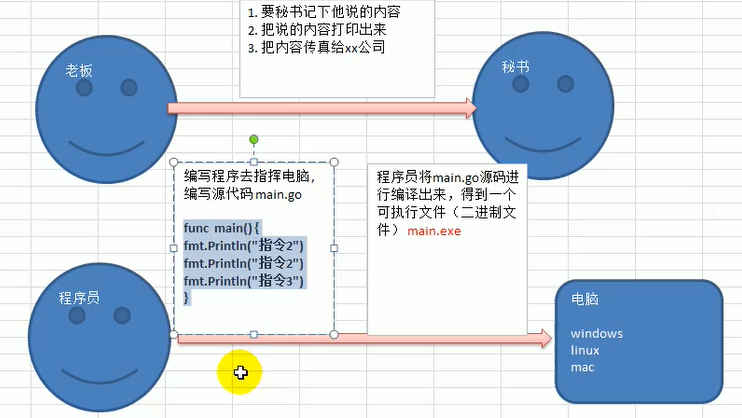 1. 要秘书记下他说的内容
2. 把说的内容打印出来
3. 把内容传真给xx公司
老板
秘书
编写程序去指挥电脑，
编写源代码 main.go
func main() {
fmt.Println("指令2")
fmt.Println("指令2")
fmt.Println("指令3")
}
程序员将main.go源码进
行编译出来，得到一个
可执行文件（二进制文
件） main.exe
程序员
电脑
windows
linux
mac